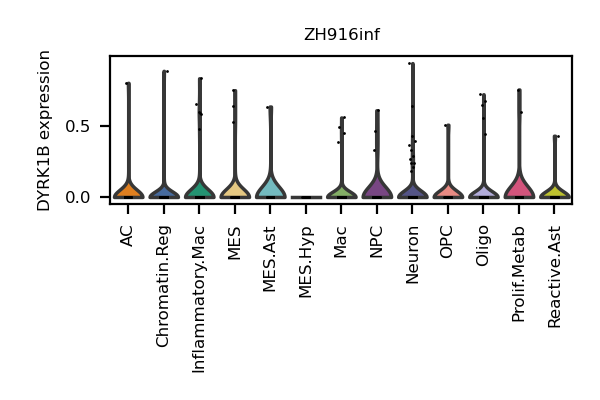 ZH916inf
DYRK1B expression
0.5
0.0
AC
Chromatin.Reg
Inflammatory.Mac
MES
MES.Ast
MES.Hyp
Mac
NPC
Neuron
OPC
Oligo
Prolif.Metab
Reactive.Ast